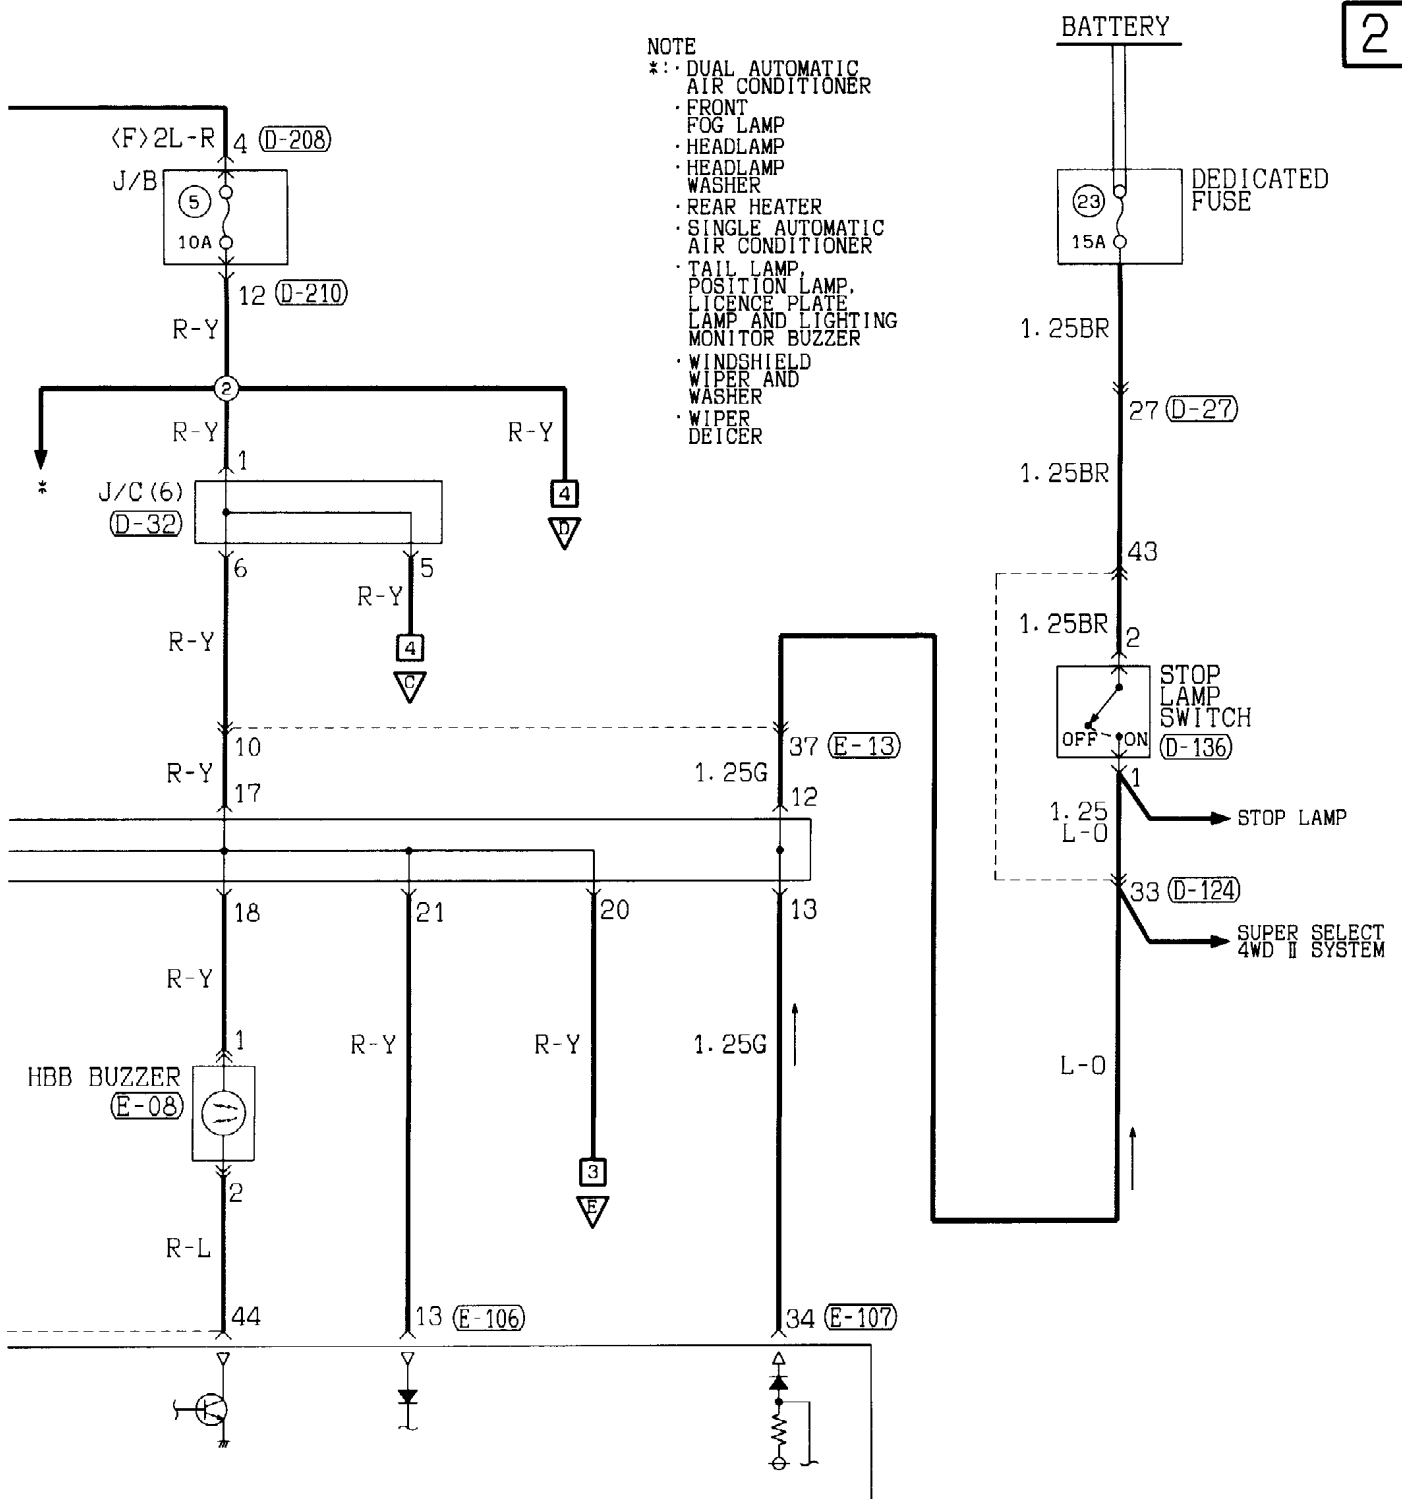 BATTERY
2
NOTE
*:· DUAL AUTOMATIC
AIR CONDITIONER
· FRONT
FOG LAMP
· HEADLAMP
· HEADLAMP
WASHER
· REAR HEATER
· SINGLE AUTOMATIC
AIR CONDITIONER
· TAIL LAMP,
POSITION LAMP,
LICENCE PLATE
LAMP AND LIGHTING
MONITOR BUZZER
· WINDSHIELD
WIPER AND
WASHER
· WIPER
DEICER
<F>2L-R 4 (D-208)
J/B
5
10A
12 (D-210)
R-Y
2
*
R-Y
R-Y
1
J/C(6)
(D-32)
4
D
6
5
R-Y
R-Y
4
C
DEDICATED
FUSE
23
15A
1.25BR
27 (D-27)
1.25BR
43
1.25BR
2
STOP
LAMP
SWITCH
(D-136)
OFF ON
1
1.25
L-O
STOP LAMP
33 (D-124)
SUPER SELECT
4WD II SYSTEM
L-O
10
37 (E-13)
R-Y
1.25G
17
12
18
21
20
13
R-Y
R-Y
R-Y
1.25G
1
HBB BUZZER
(E-08)
2
3
E
R-L
44
13 (E-106)
34 (E-107)